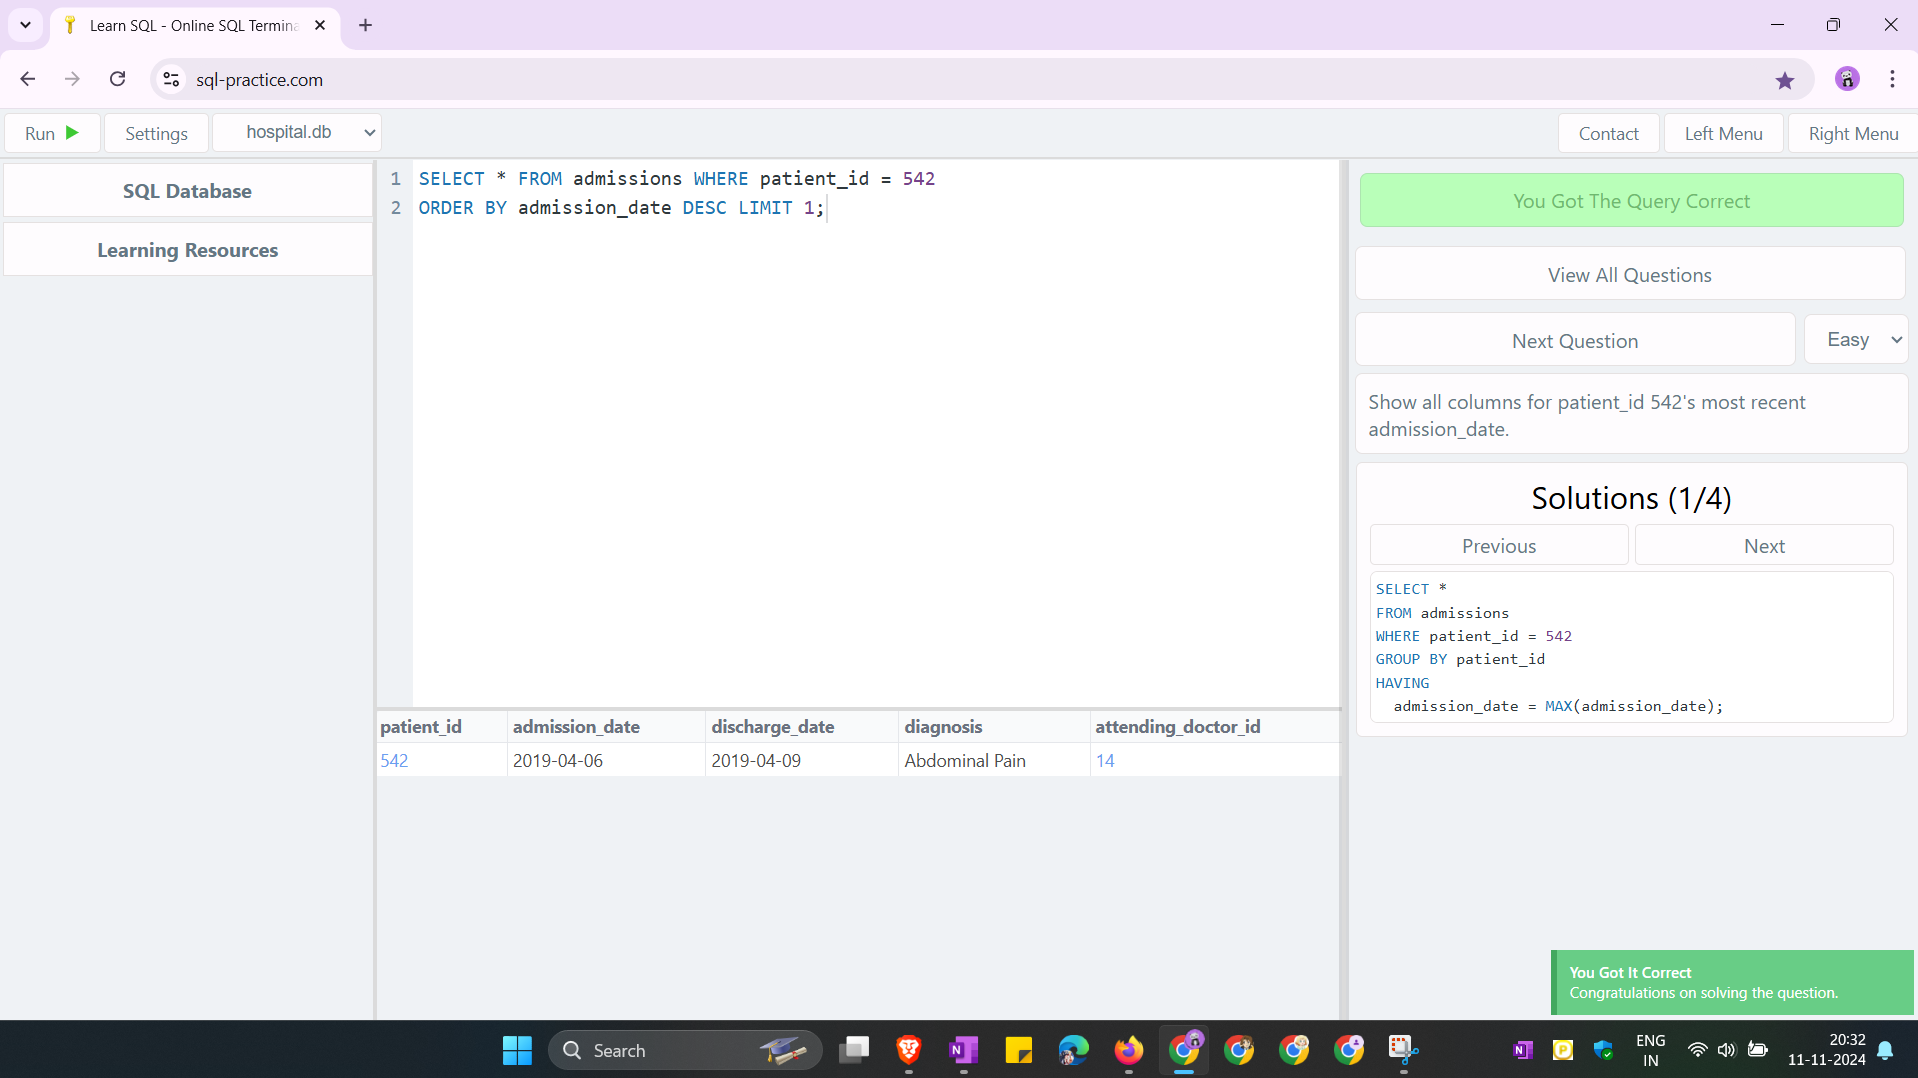 Learn SQL - Online SQL Termina
sql-practice.com
Run
Settings
hospital.db
Contact
Left Menu
Right Menu
SQL Database
Learning Resources
1 SELECT * FROM admissions WHERE patient_id = 542
2 ORDER BY admission_date DESC LIMIT 1;
patient_id admission_date discharge_date diagnosis attending_doctor_id
542 2019-04-06 2019-04-09 Abdominal Pain 14
You Got The Query Correct
View All Questions
Next Question
Easy
Show all columns for patient_id 542's most recent
admission_date.
Solutions (1/4)
Previous
Next
SELECT *
FROM admissions
WHERE patient_id = 542
GROUP BY patient_id
HAVING
admission_date = MAX(admission_date);
You Got It Correct
Congratulations on solving the question.
Search
N
N
P
ENG
IN
20:32
11-11-2024